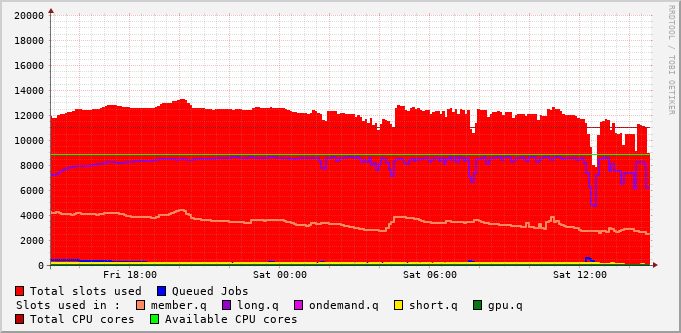 20000
18000
16000
14000
12000
10000
8000
6000
4000
2000
0
Fri 18:00 Sat 00:00 Sat 06:00 Sat 12:00
RRDTOOL / TOBI OETIKER
Total slots used Queued Jobs
Slots used in : member.q long.q ondemand.q short.q gpu.q
Total CPU cores Available CPU cores